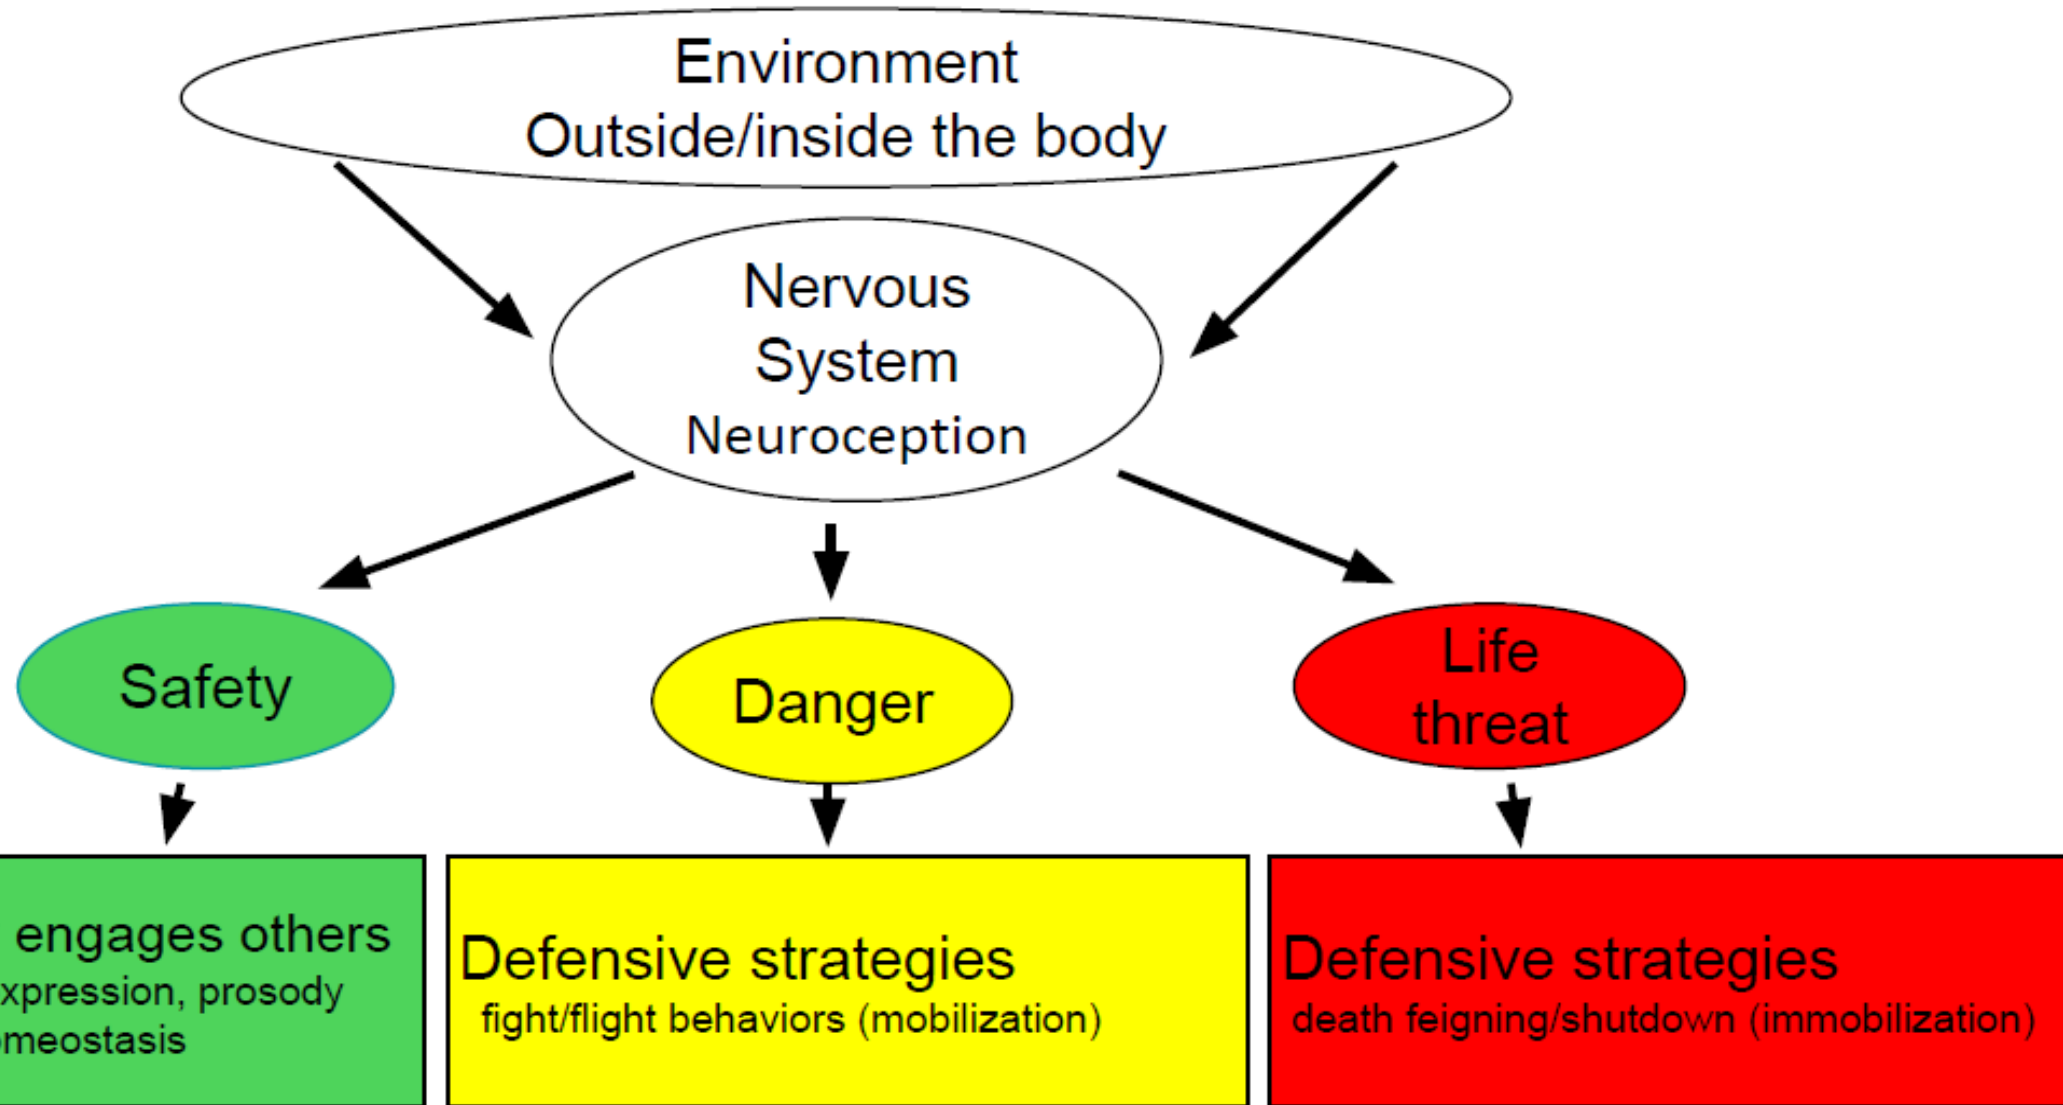 Environment
Outside/inside the body
Nervous
System
Neuroception
Safety
Danger
Life
threat
engages others
xpression, prosody
meostasis
Defensive strategies
fight/flight behaviors (mobilization)
Defensive strategies
death feigning/shutdown (immobilization)